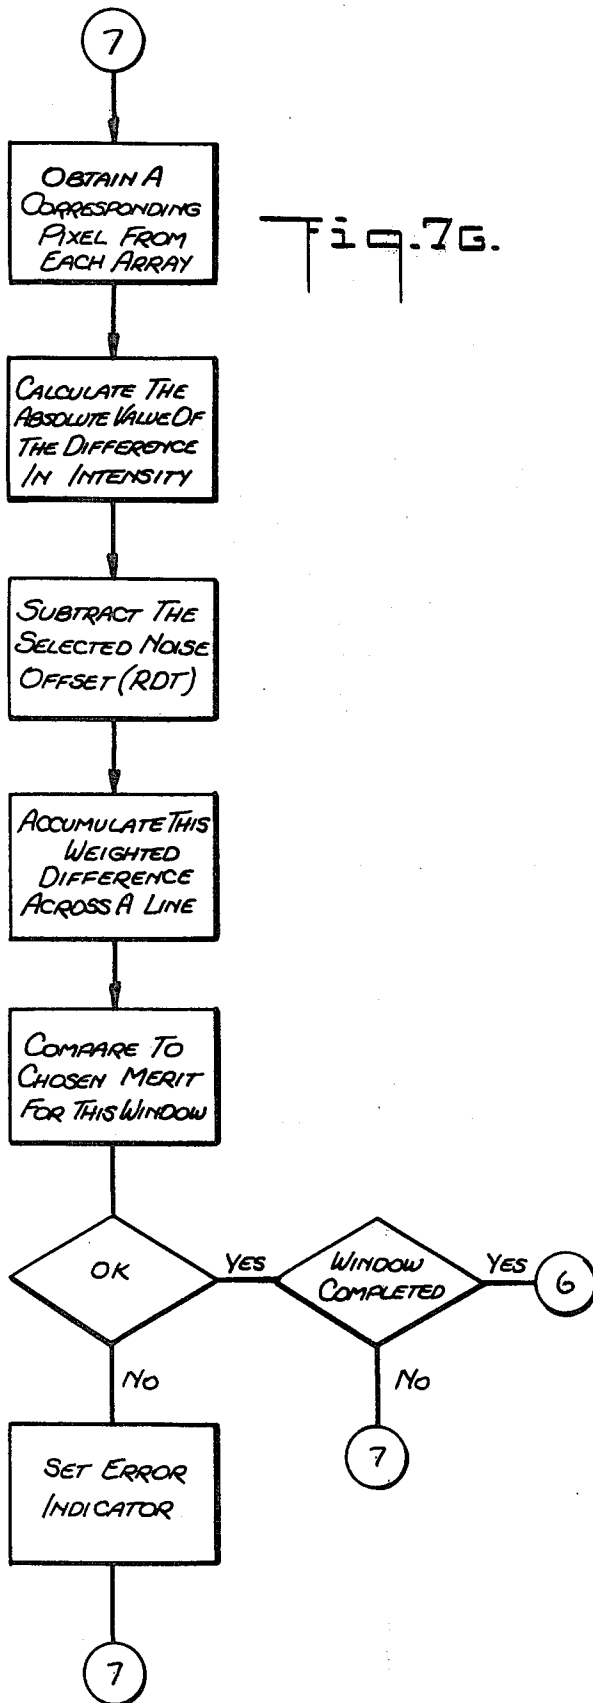 7
OBTAIN A
CORRESPONDING
PIXEL FROM
EACH ARRAY
Fig. 7G.
CALCULATE THE
ABSOLUTE VALUE OF
THE DIFFERENCE
IN INTENSITY
SUBTRACT THE
SELECTED NOISE
OFFSET (RDT)
ACCUMULATE THIS
WEIGHTED
DIFFERENCE
ACROSS A LINE
COMPARE TO
CHOSEN MERIT
FOR THIS WINDOW
OK
YES
WINDOW
COMPLETED
YES
6
NO
NO
7
SET ERROR
INDICATOR
7